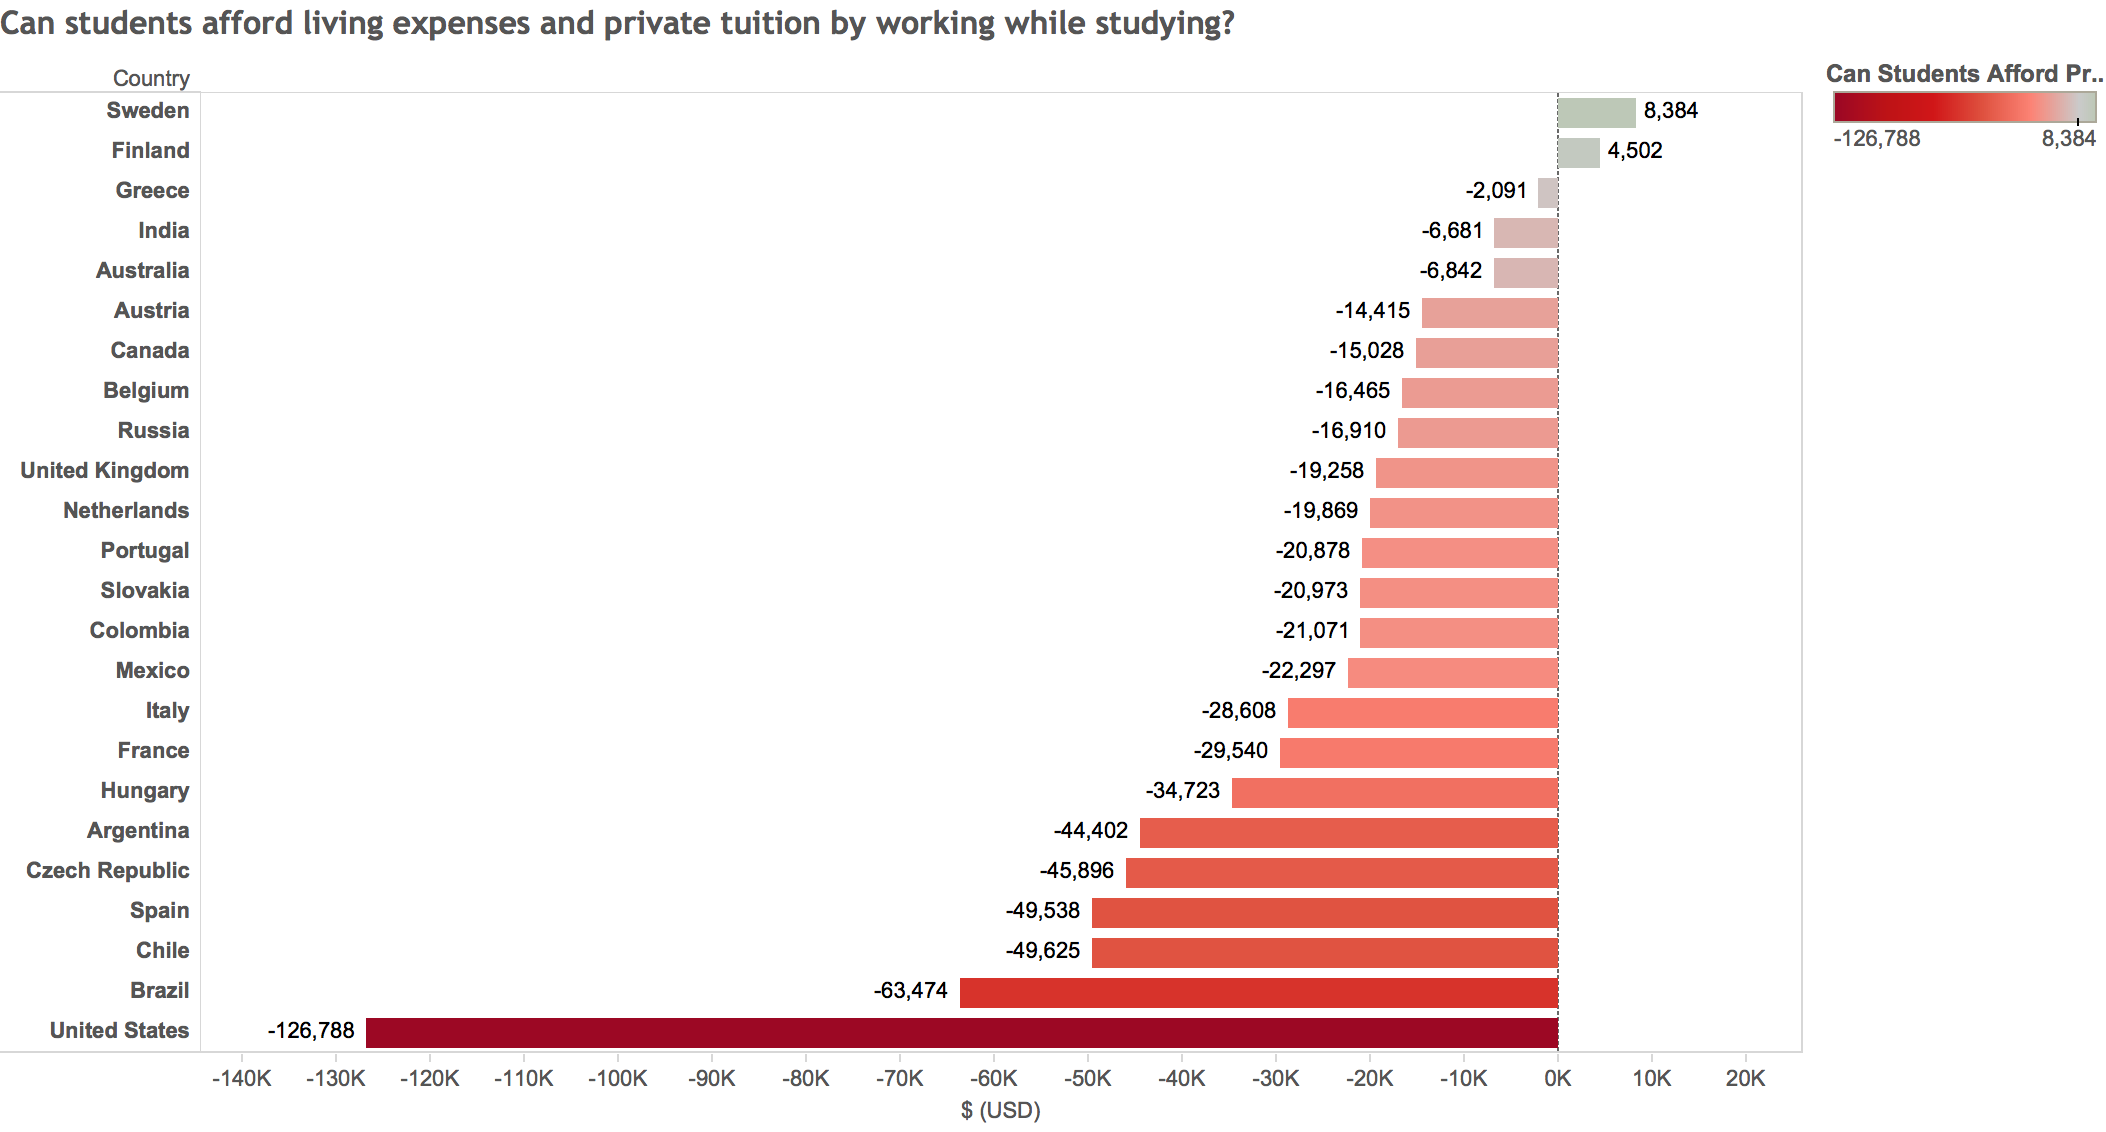 Can students afford living expenses and private tuition by working while studying?
Country
Can Students Afford Pr..
-126,788 8,384
Sweden 8,384
Finland 4,502
Greece -2,091
India -6,681
Australia -6,842
Austria -14,415
Canada -15,028
Belgium -16,465
Russia -16,910
United Kingdom -19,258
Netherlands -19,869
Portugal -20,878
Slovakia -20,973
Colombia -21,071
Mexico -22,297
Italy -28,608
France -29,540
Hungary -34,723
Argentina -44,402
Czech Republic -45,896
Spain -49,538
Chile -49,625
Brazil -63,474
United States -126,788
-140K -130K -120K -110K -100K -90K -80K -70K -60K -50K -40K -30K -20K -10K 0K 10K 20K
$ (USD)